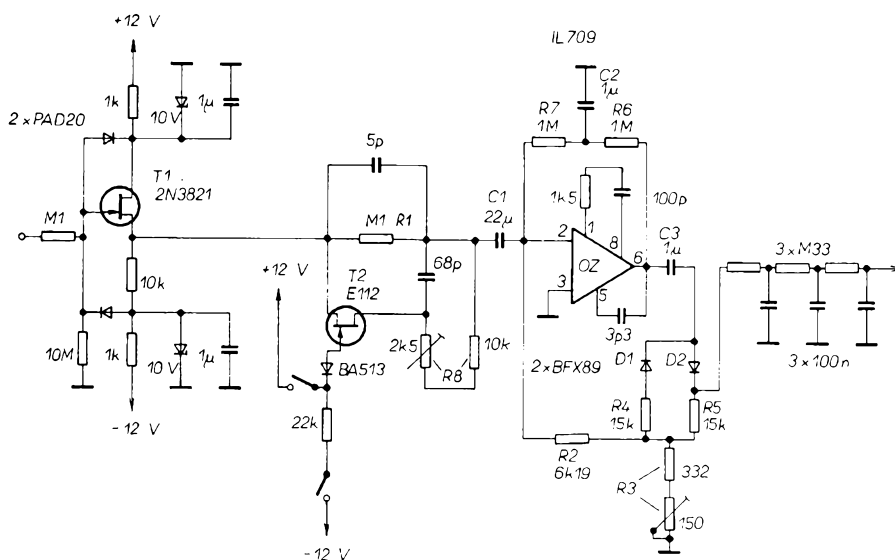 +12 V
IL709
1k
10 V
1µ
C2
1µ
2×PAD20
R7
1M
R6
1M
5p
T1
2N3821
1k5
100p
M1
C1
22µ
M1 R1
1
8
C3
1µ
2
3×M33
68p
OZ
6
+12 V
T2
E112
3
5
10k
3p3
10M
1k
10 V
1µ
2k5
R8
10k
2×BFX89
D1
D2
3×100n
BA513
22k
R4
15k
R5
15k
-12 V
R2
6k19
332
R3
150
-12 V